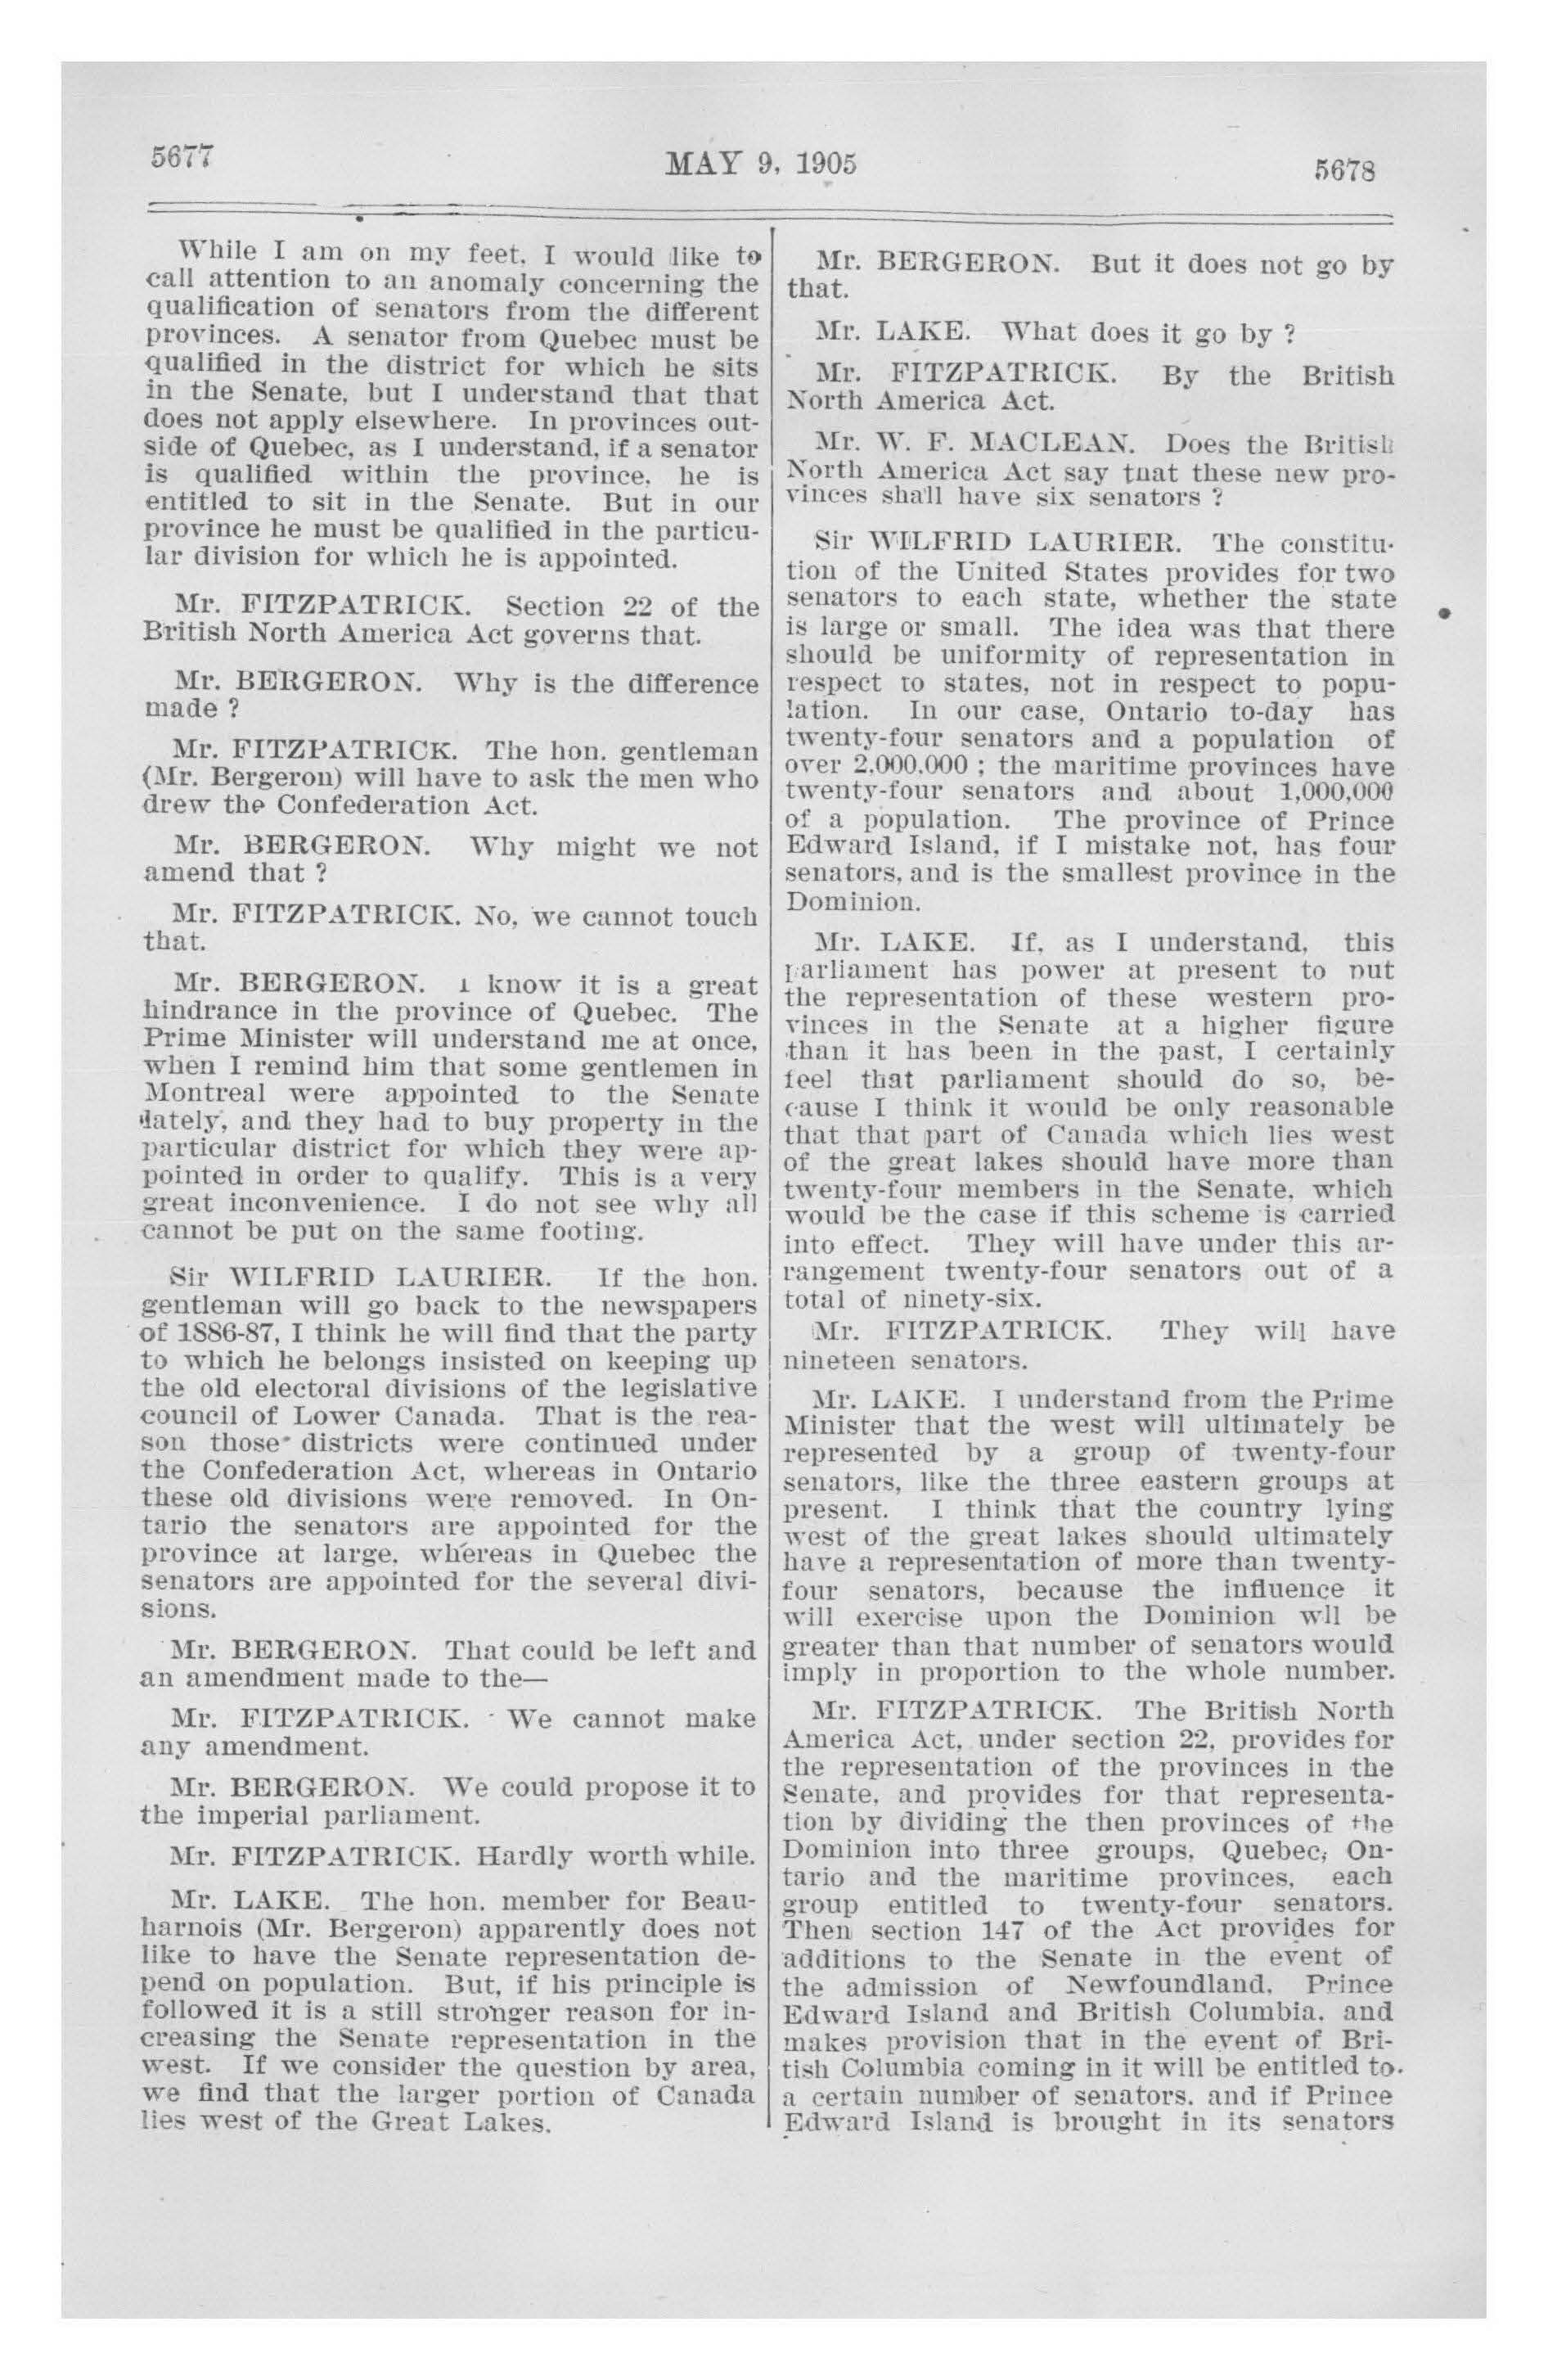 5677
MAY 9, 1905
5678
While I am on my feet, I would like to
call attention to an anomaly concerning the
qualification of senators from the different
provinces. A senator from Quebec must be
qualified in the district for which he sits
in the Senate, but I understand that that
does not apply elsewhere. In provinces out-
side of Quebec, as I understand, if a senator
is qualified within the province, he is
entitled to sit in the Senate. But in our
province he must be qualified in the particu-
lar division for which he is appointed.
Mr. FITZPATRICK. Section 22 of the
British North America Act governs that.
Mr. BERGERON. Why is the difference
made ?
Mr. FITZPATRICK. The hon. gentleman
(Mr. Bergeron) will have to ask the men who
drew the Confederation Act.
Mr. BERGERON. Why might we not
amend that ?
Mr. FITZPATRICK. No, we cannot touch
that.
Mr. BERGERON. I know it is a great
hindrance in the province of Quebec. The
Prime Minister will understand me at once,
when I remind him that some gentlemen in
Montreal were appointed to the Senate
lately, and they had to buy property in the
particular district for which they were ap-
pointed in order to qualify. This is a very
great inconvenience. I do not see why all
cannot be put on the same footing.
Sir WILFRID LAURIER. If the hon.
gentleman will go back to the newspapers
of 1886-87, I think he will find that the party
to which he belongs insisted on keeping up
the old electoral divisions of the legislative
council of Lower Canada. That is the rea-
son those districts were continued under
the Confederation Act, whereas in Ontario
these old divisions were removed. In On-
tario the senators are appointed for the
province at large, whereas in Quebec the
senators are appointed for the several divi-
sions.
Mr. BERGERON. That could be left and
an amendment made to the—
Mr. FITZPATRICK. We cannot make
any amendment.
Mr. BERGERON. We could propose it to
the imperial parliament.
Mr. FITZPATRICK. Hardly worth while.
Mr. LAKE. The hon. member for Beau-
harnois (Mr. Bergeron) apparently does not
like to have the Senate representation de-
pend on population. But, if his principle is
followed it is a still stronger reason for in-
creasing the Senate representation in the
west. If we consider the question by area,
we find that the larger portion of Canada
lies west of the Great Lakes.
Mr. BERGERON. But it does not go by
that.
Mr. LAKE. What does it go by ?
Mr. FITZPATRICK. By the British
North America Act.
Mr. W. F. MACLEAN. Does the British
North America Act say that these new pro-
vinces shall have six senators ?
Sir WILFRID LAURIER. The constitu-
tion of the United States provides for two
senators to each state, whether the state
is large or small. The idea was that there
should be uniformity of representation in
respect to states, not in respect to popu-
lation. In our case, Ontario to-day has
twenty-four senators and a population of
over 2,000,000 ; the maritime provinces have
twenty-four senators and about 1,000,000
of a population. The province of Prince
Edward Island, if I mistake not, has four
senators, and is the smallest province in the
Dominion.
Mr. LAKE. If, as I understand, this
parliament has power at present to put
the representation of these western pro-
vinces in the Senate at a higher figure
than it has been in the past, I certainly
feel that parliament should do so, be-
cause I think it would be only reasonable
that that part of Canada which lies west
of the great lakes should have more than
twenty-four members in the Senate, which
would be the case if this scheme is carried
into effect. They will have under this ar-
rangement twenty-four senators out of a
total of ninety-six.
Mr. FITZPATRICK. They will have
nineteen senators.
Mr. LAKE. I understand from the Prime
Minister that the west will ultimately be
represented by a group of twenty-four
senators, like the three eastern groups at
present. I think that the country lying
west of the great lakes should ultimately
have a representation of more than twenty-
four senators, because the influence it
will exercise upon the Dominion wll be
greater than that number of senators would
imply in proportion to the whole number.
Mr. FITZPATRICK. The British North
America Act, under section 22, provides for
the representation of the provinces in the
Senate, and provides for that representa-
tion by dividing the then provinces of the
Dominion into three groups, Quebec, On-
tario and the maritime provinces, each
group entitled to twenty-four senators.
Then section 147 of the Act provides for
additions to the Senate in the event of
the admission of Newfoundland, Prince
Edward Island and British Columbia, and
makes provision that in the event of Bri-
tish Columbia coming in it will be entitled to
a certain number of senators, and if Prince
Edward Island is brought in its senators